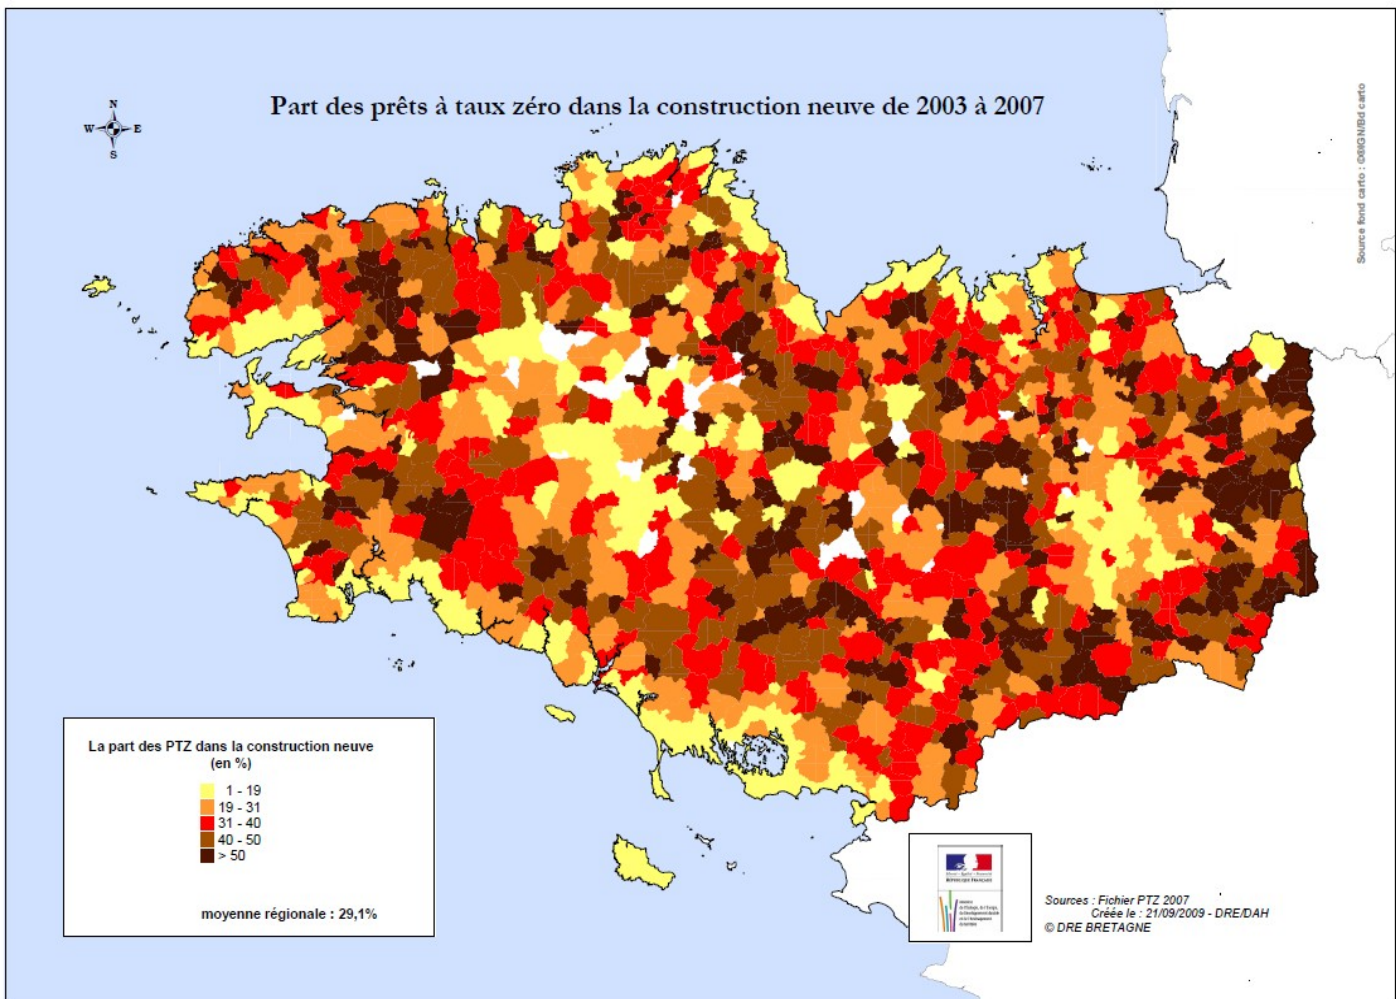 Part des prêts à taux zéro dans la construction neuve de 2003 à 2007
N
W E
S
Source fond carto : ©®IGN/Bd carto
La part des PTZ dans la construction neuve
(en %)
1 - 19
19 - 31
31 - 40
40 - 50
> 50
moyenne régionale : 29,1%
RÉPUBLIQUE FRANÇAISE
Sources : Fichier PTZ 2007
Créée le : 21/09/2009 - DRE/DAH
© DRE BRETAGNE